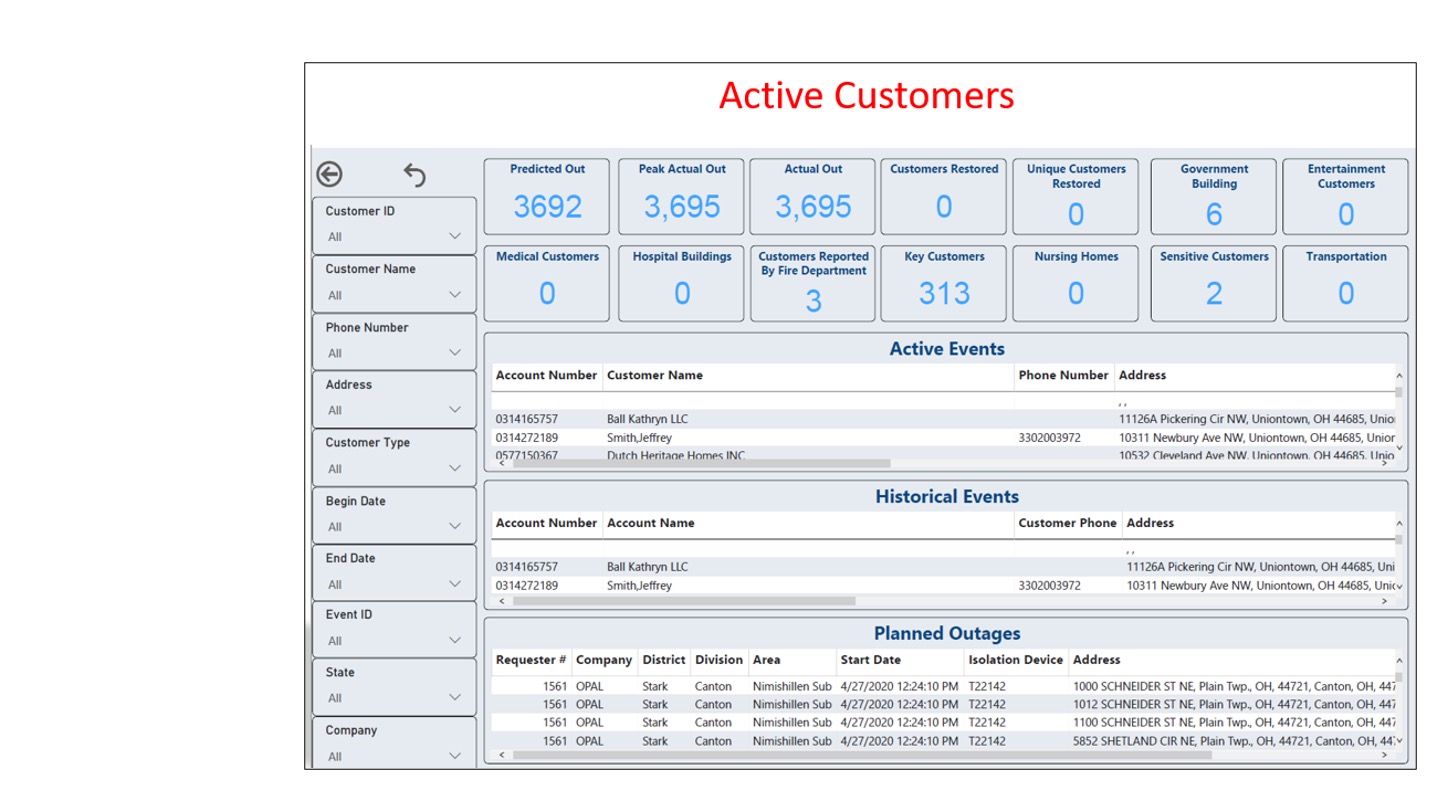 Active Customers
Customer ID
All
Customer Name
All
Phone Number
All
Address
All
Customer Type
All
Begin Date
All
End Date
All
Event ID
All
State
All
Company
All
Predicted Out
3692
Peak Actual Out
3,695
Actual Out
3,695
Customers Restored
0
Unique Customers
Restored
0
Government
Building
6
Entertainment
Customers
0
Medical Customers
0
Hospital Buildings
0
Customers Reported
By Fire Department
3
Key Customers
313
Nursing Homes
0
Sensitive Customers
2
Transportation
0
Active Events
Account Number Customer Name Phone Number Address
, ,
0314165757 Ball Kathryn LLC 11126A Pickering Cir NW, Uniontown, OH 44685, Unio
0314272189 Smith,Jeffrey 3302003972 10311 Newbury Ave NW, Uniontown, OH 44685, Union
0577150367 Dutch Heritage Homes INC 10532 Cleveland Ave NW, Uniontown, OH 44685, Unio
Historical Events
Account Number Account Name Customer Phone Address
, ,
0314165757 Ball Kathryn LLC 11126A Pickering Cir NW, Uniontown, OH 44685, Uni
0314272189 Smith,Jeffrey 3302003972 10311 Newbury Ave NW, Uniontown, OH 44685, Unic
Planned Outages
Requester # Company District Division Area Start Date Isolation Device Address
1561 OPAL Stark Canton Nimishillen Sub 4/27/2020 12:24:10 PM T22142 1000 SCHNEIDER ST NE, Plain Twp., OH, 44721, Canton, OH, 447
1561 OPAL Stark Canton Nimishillen Sub 4/27/2020 12:24:10 PM T22142 1012 SCHNEIDER ST NE, Plain Twp., OH, 44721, Canton, OH, 447
1561 OPAL Stark Canton Nimishillen Sub 4/27/2020 12:24:10 PM T22142 1100 SCHNEIDER ST NE, Plain Twp., OH, 44721, Canton, OH, 447
1561 OPAL Stark Canton Nimishillen Sub 4/27/2020 12:24:10 PM T22142 5852 SHETLAND CIR NE, Plain Twp., OH, 44721, Canton, OH, 447